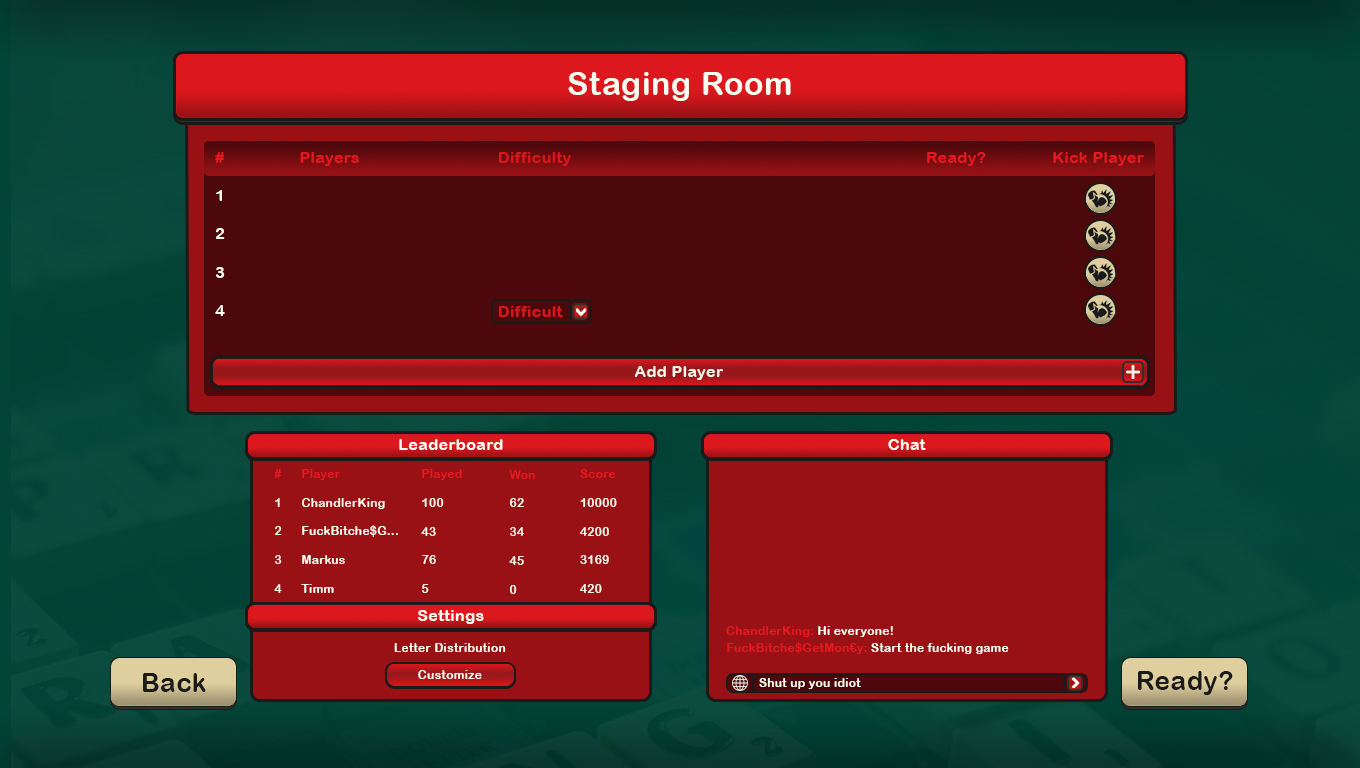 Staging Room
# Players Difficulty Ready? Kick Player
1
2
3
4 Difficult
Add Player
Leaderboard
# Player Played Won Score
1 ChandlerKing 100 62 10000
2 FuckBitche$G... 43 34 4200
3 Markus 76 45 3169
4 Timm 5 0 420
Settings
Letter Distribution
Customize
Chat
ChandlerKing: Hi everyone!
FuckBitche$GetMon€y: Start the fucking game
Shut up you idiot
Back
Ready?